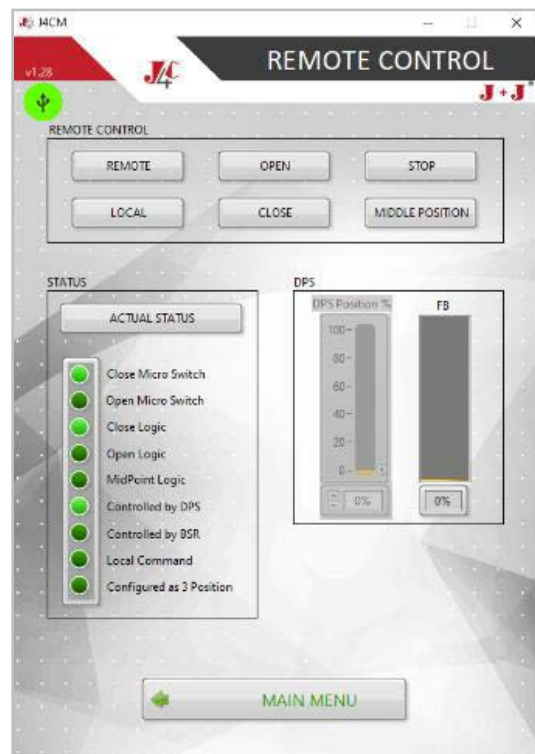 J4CM
REMOTE CONTROL
v1.28
J4C
J+J
REMOTE CONTROL
REMOTE
OPEN
STOP
LOCAL
CLOSE
MIDDLE POSITION
STATUS
ACTUAL STATUS
Close Micro Switch
Open Micro Switch
Close Logic
Open Logic
MidPoint Logic
Controlled by DPS
Controlled by BSR
Local Command
Configured as 3 Position
DPS
DPS Position %
FB
100
80
60
40
20
0
0%
0%
MAIN MENU